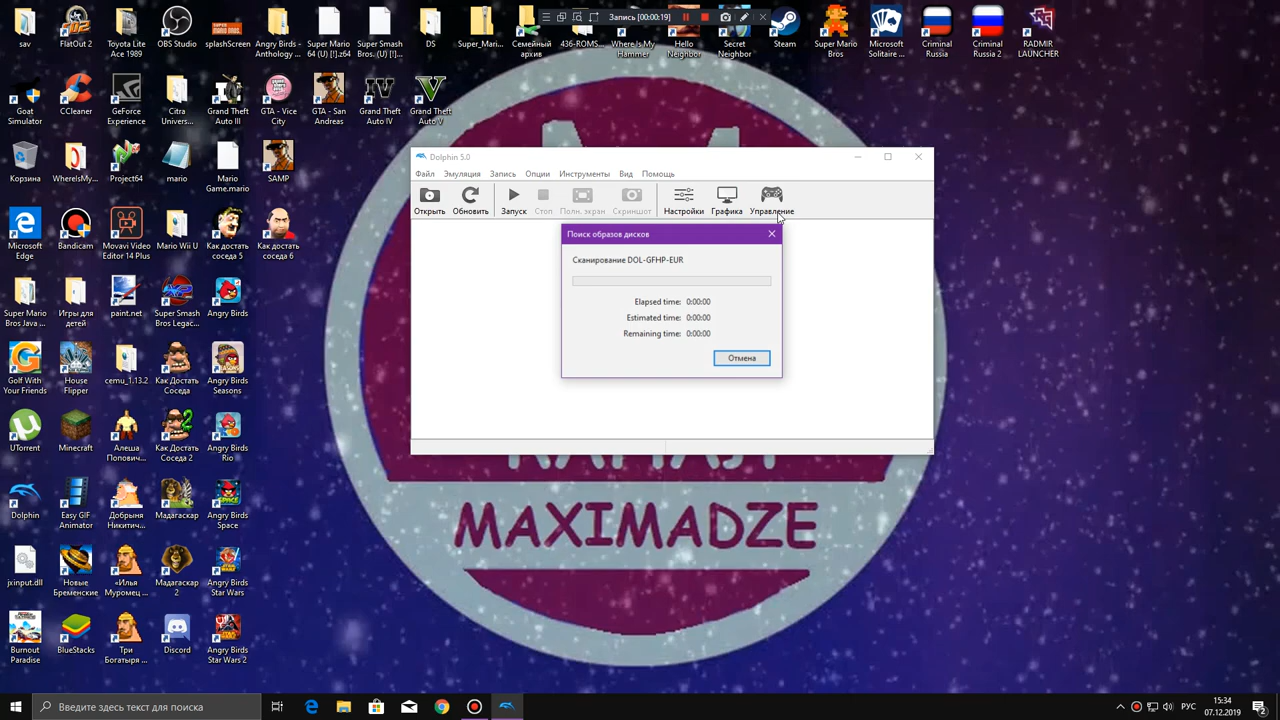 Запись [00:00:19]
sav
FlatOut 2
Toyota Lite
Ace 1989
OBS Studio
splashScreen
Angry Birds -
Anthology ...
Super Mario
64 (U) [!].z64
Super Smash
Bros. (U) [!]...
DS
Super_Mari...
Семейный
архив
436-ROMS...
Where Is My
Hammer
Hello
Neighbor
Secret
Neighbor
Steam
Super Mario
Bros
Microsoft
Solitaire ...
Criminal
Russia
Criminal
Russia 2
RADMIR
LAUNCHER
Goat
Simulator
CCleaner
GeForce
Experience
Citra
Univers...
Grand Theft
Auto III
GTA - Vice
City
GTA - San
Andreas
Grand Theft
Auto IV
Grand Theft
Auto V
Корзина
WhereIsMy...
Project64
mario
Mario
Game.mario
SAMP
Microsoft
Edge
Bandicam
Movavi Video
Editor 14 Plus
Mario Wii U
Как достать
соседа 5
Как достать
соседа 6
Super Mario
Bros Java ...
Игры для
детей
paint.net
Super Smash
Bros Legac...
Angry Birds
Golf With
Your Friends
House
Flipper
cemu_1.13.2
Как Достать
Соседа
Angry Birds
Seasons
UTorrent
Minecraft
Алеша
Попович...
Как Достать
Соседа 2
Angry Birds
Rio
Dolphin
Easy GIF
Animator
Добрыня
Никитич...
Мадагаскар
Angry Birds
Space
jxinput.dll
Новые
Бременские
«Илья
Муромец ...
Мадагаскар
2
Angry Birds
Star Wars
Burnout
Paradise
BlueStacks
Три
Богатыря ...
Discord
Angry Birds
Star Wars 2
Dolphin 5.0
Файл Эмуляция Запись Опции Инструменты Вид Помощь
Открыть Обновить Запуск Стоп Полн. экран Скриншот Настройки Графика Управление
Поиск образов дисков
Сканирование DOL-GFHP-EUR
Elapsed time: 0:00:00
Estimated time: 0:00:00
Remaining time: 0:00:00
Отмена
MAXIMADZE
Введите здесь текст для поиска
РУС
15:34
07.12.2019
2